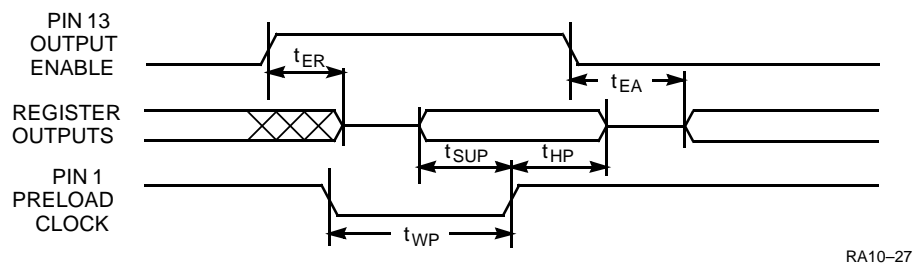 PIN 13
OUTPUT
ENABLE
tER
tEA
REGISTER
OUTPUTS
tSUP
tHP
PIN 1
PRELOAD
CLOCK
tWP
RA10–27